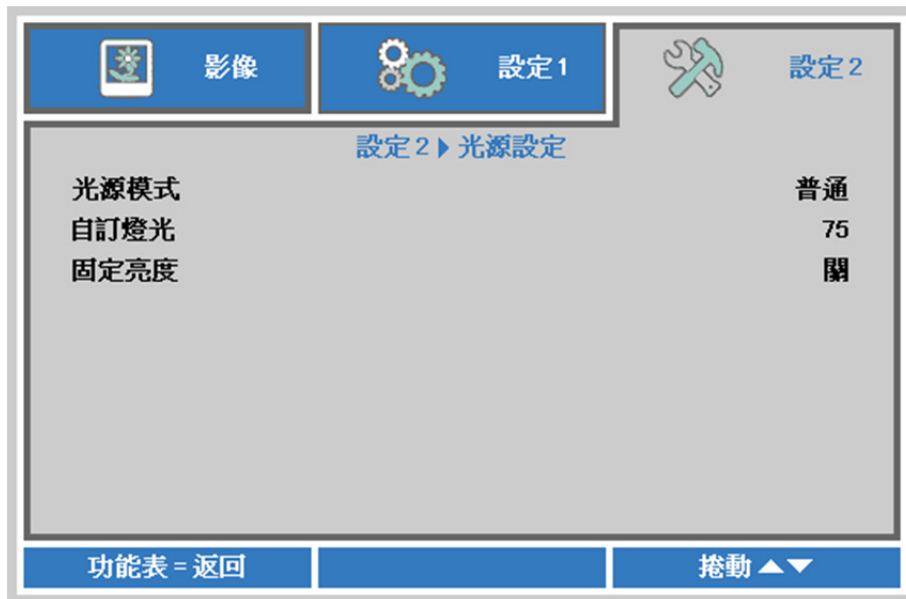 影像 設定1 設定2
設定2 ▶ 光源設定
光源模式 普通
自訂燈光 75
固定亮度 關
功能表 = 返回 捲動 ▲▼